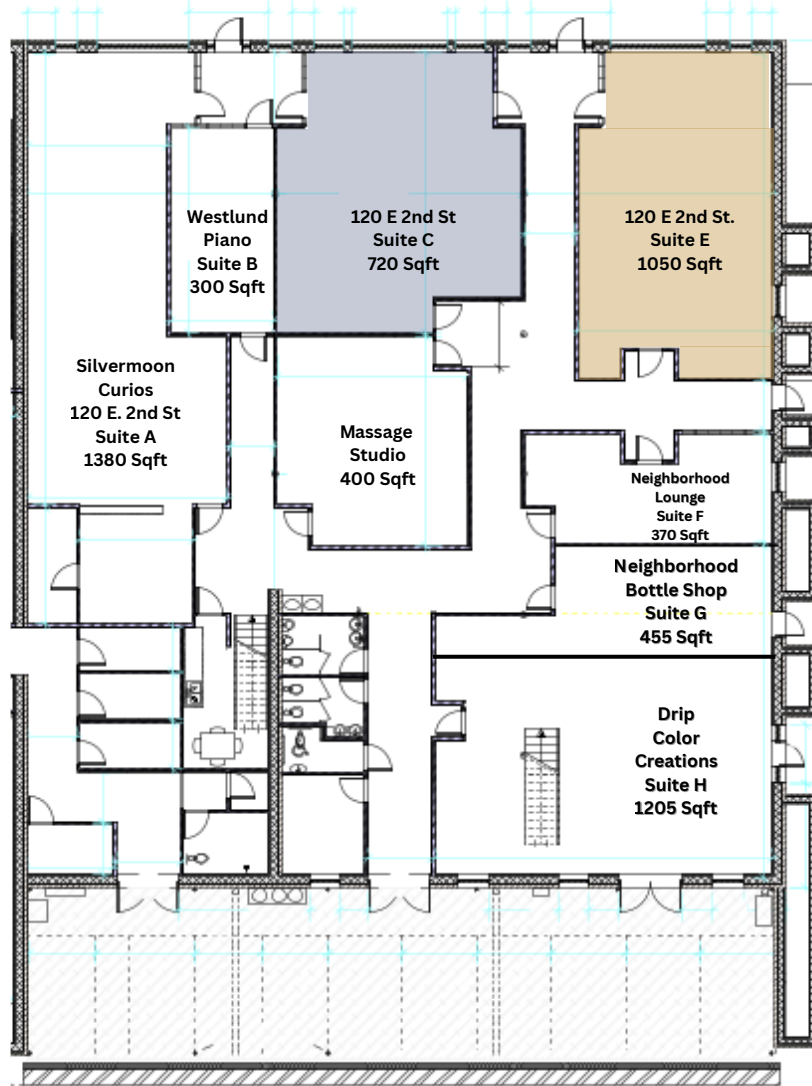 Westlund
Piano
Suite B
300 Sqft
120 E 2nd St
Suite C
720 Sqft
120 E 2nd St.
Suite E
1050 Sqft
Silvermoon
Curios
120 E. 2nd St
Suite A
1380 Sqft
Massage
Studio
400 Sqft
Neighborhood
Lounge
Suite F
370 Sqft
Neighborhood
Bottle Shop
Suite G
455 Sqft
Drip
Color
Creations
Suite H
1205 Sqft